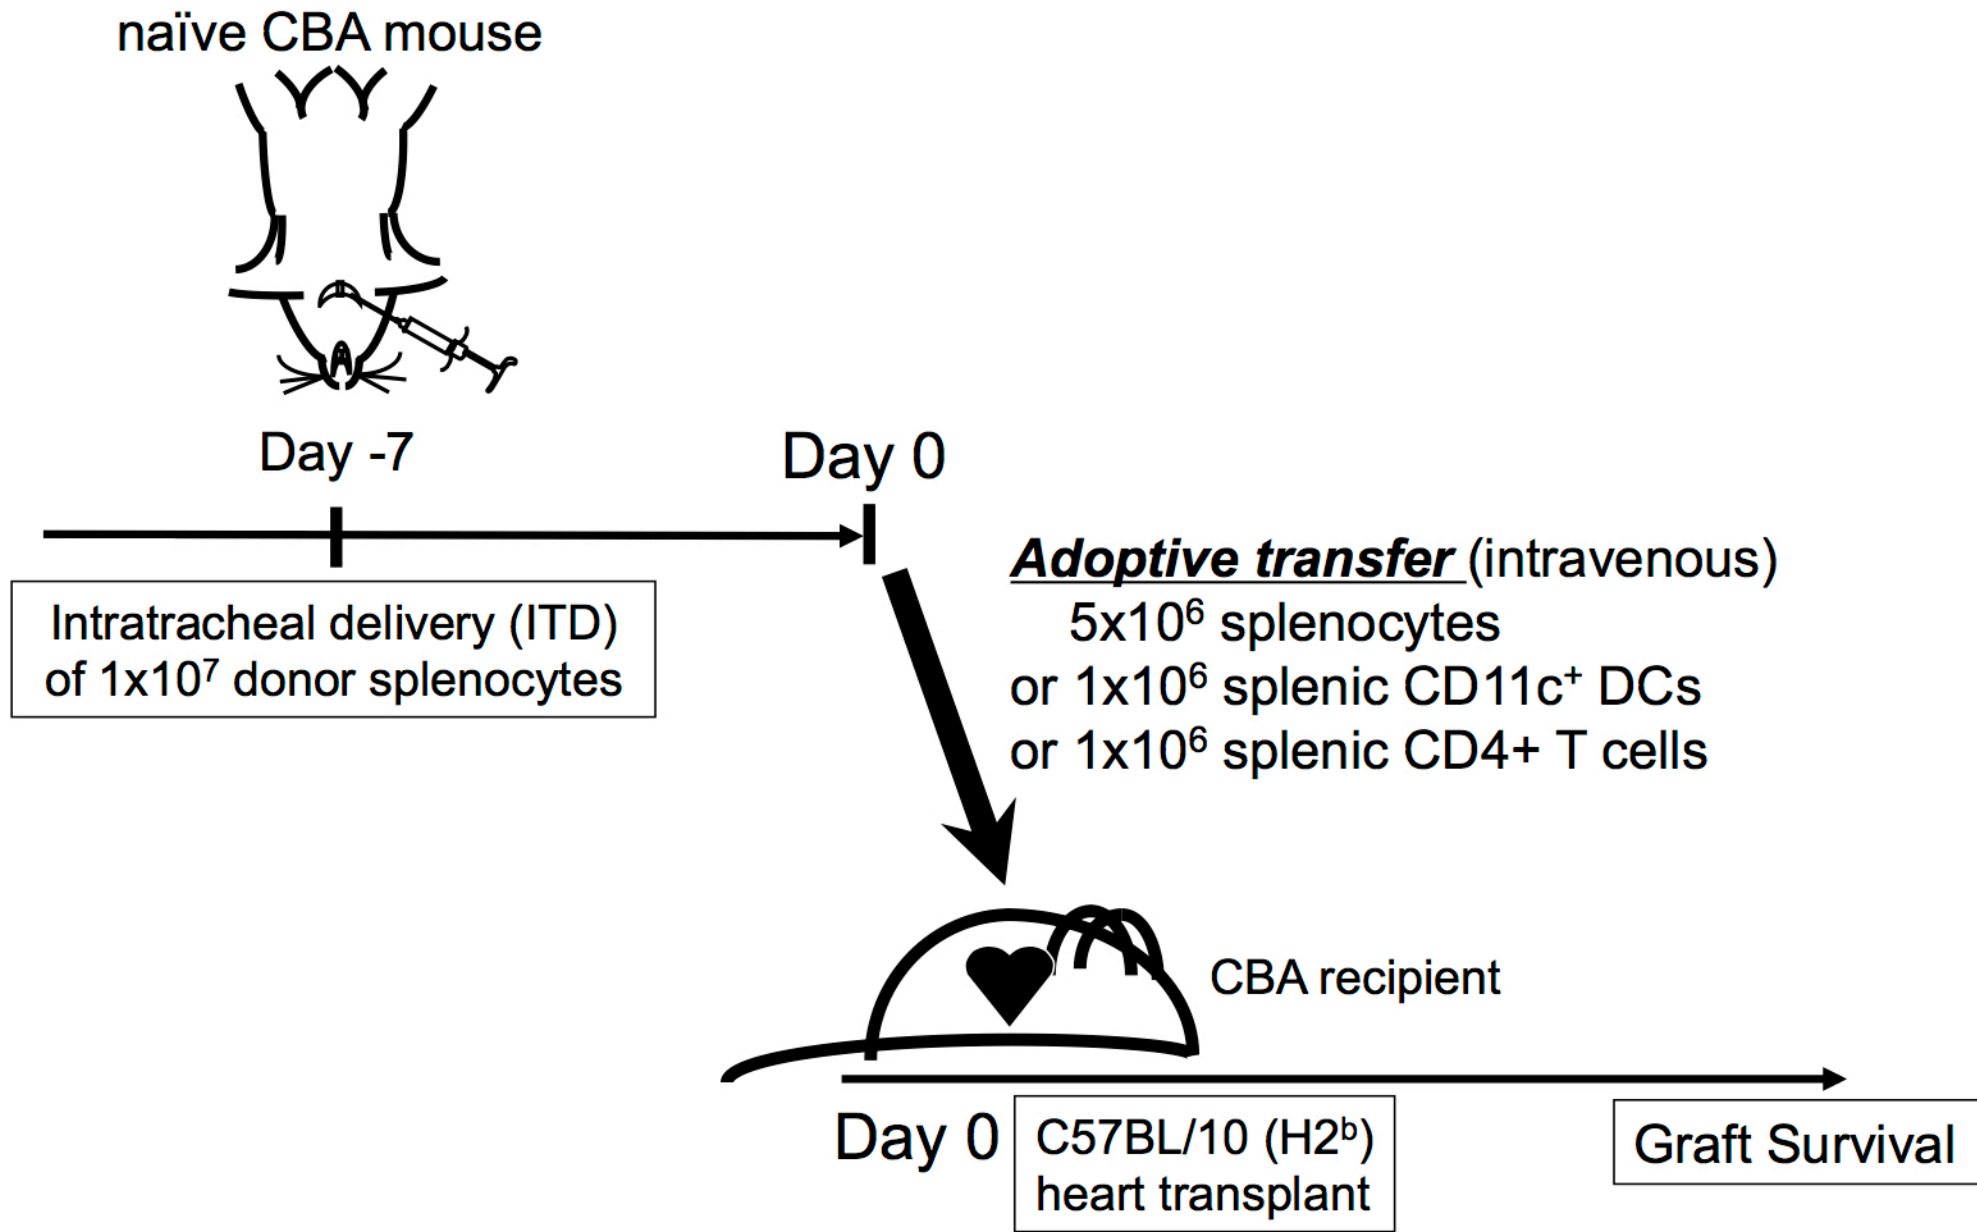 naïve CBA mouse
Day -7
Day 0
Intratracheal delivery (ITD)
of 1x10⁷ donor splenocytes
Adoptive transfer (intravenous)
5x10⁶ splenocytes
or 1x10⁶ splenic CD11c⁺ DCs
or 1x10⁶ splenic CD4+ T cells
CBA recipient
Day 0
C57BL/10 (H2ᵇ)
heart transplant
Graft Survival